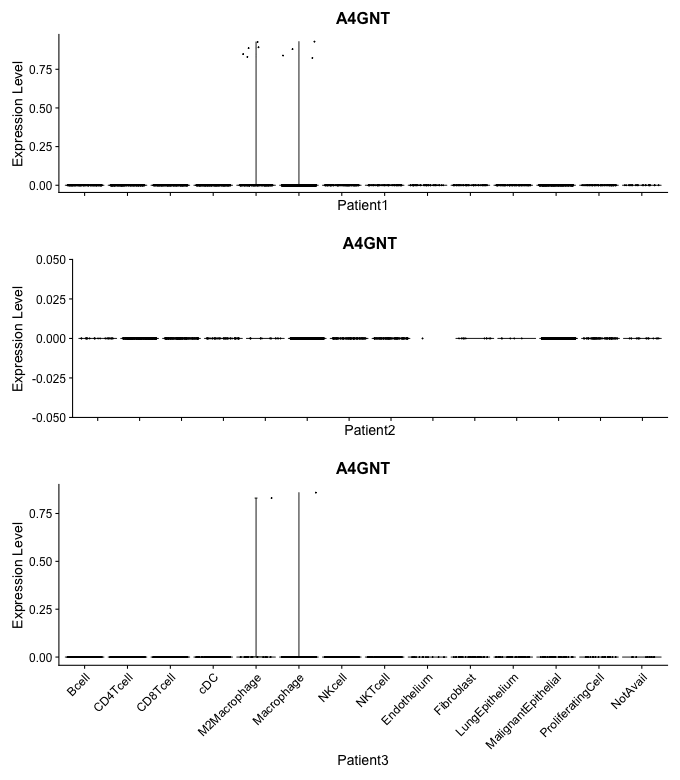 A4GNT
Expression Level
0.75
0.50
0.25
0.00
Patient1
A4GNT
Expression Level
0.050
0.025
0.000
-0.025
-0.050
Patient2
A4GNT
Expression Level
0.75
0.50
0.25
0.00
Bcell
CD4Tcell
CD8Tcell
cDC
M2Macrophage
Macrophage
NKcell
NKTcell
Endothelium
Fibroblast
LungEpithelium
MalignantEpithelial
ProliferatingCell
NotAvail
Patient3